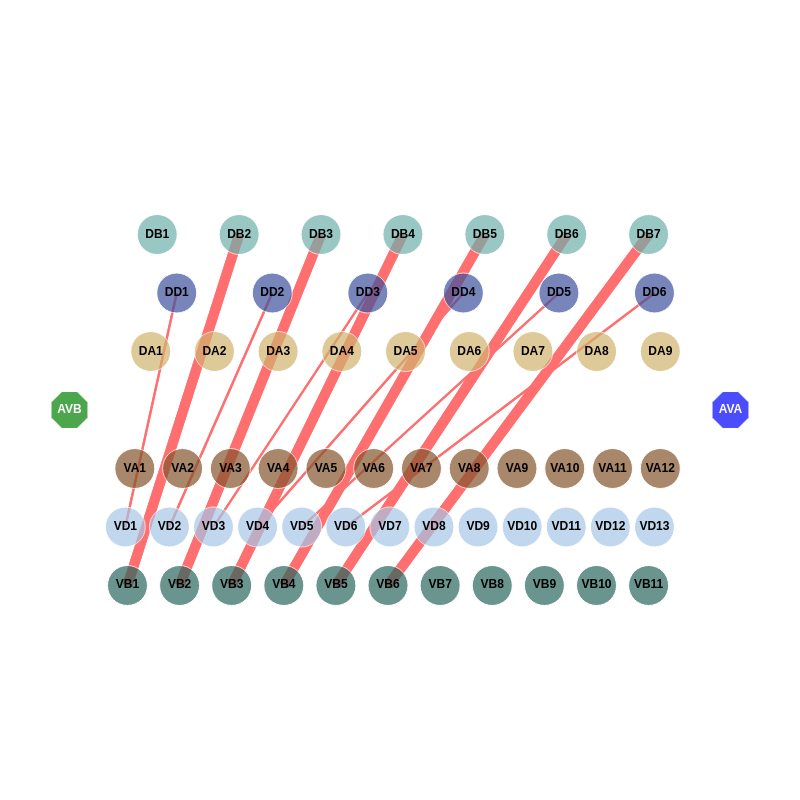 DB1 DB2 DB3 DB4 DB5 DB6 DB7
DD1 DD2 DD3 DD4 DD5 DD6
DA1 DA2 DA3 DA4 DA5 DA6 DA7 DA8 DA9
AVB AVA
VA1 VA2 VA3 VA4 VA5 VA6 VA7 VA8 VA9 VA10 VA11 VA12
VD1 VD2 VD3 VD4 VD5 VD6 VD7 VD8 VD9 VD10 VD11 VD12 VD13
VB1 VB2 VB3 VB4 VB5 VB6 VB7 VB8 VB9 VB10 VB11